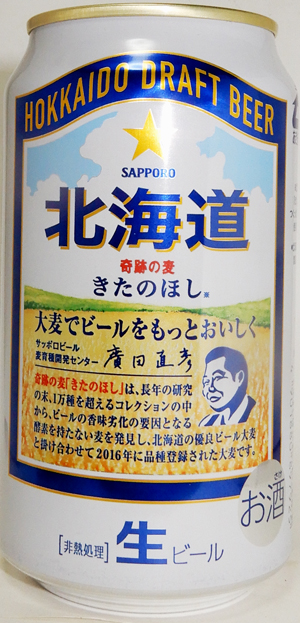 HOKKAIDO DRAFT BEER
SAPPORO
北海道
奇跡の麦
きたのほし
大麦でビールをもっとおいしく
サッポロビール
麦育種開発センター 廣田直彦
奇跡の麦「きたのほし」は、長年の研究
の末、1万種を超えるコレクションの中
から、ビールの香味劣化の要因となる
酵素を持たない麦を発見し、北海道の優良ビール大麦
と掛け合わせて2016年に品種登録された大麦です。
お酒
[非熱処理] 生ビール